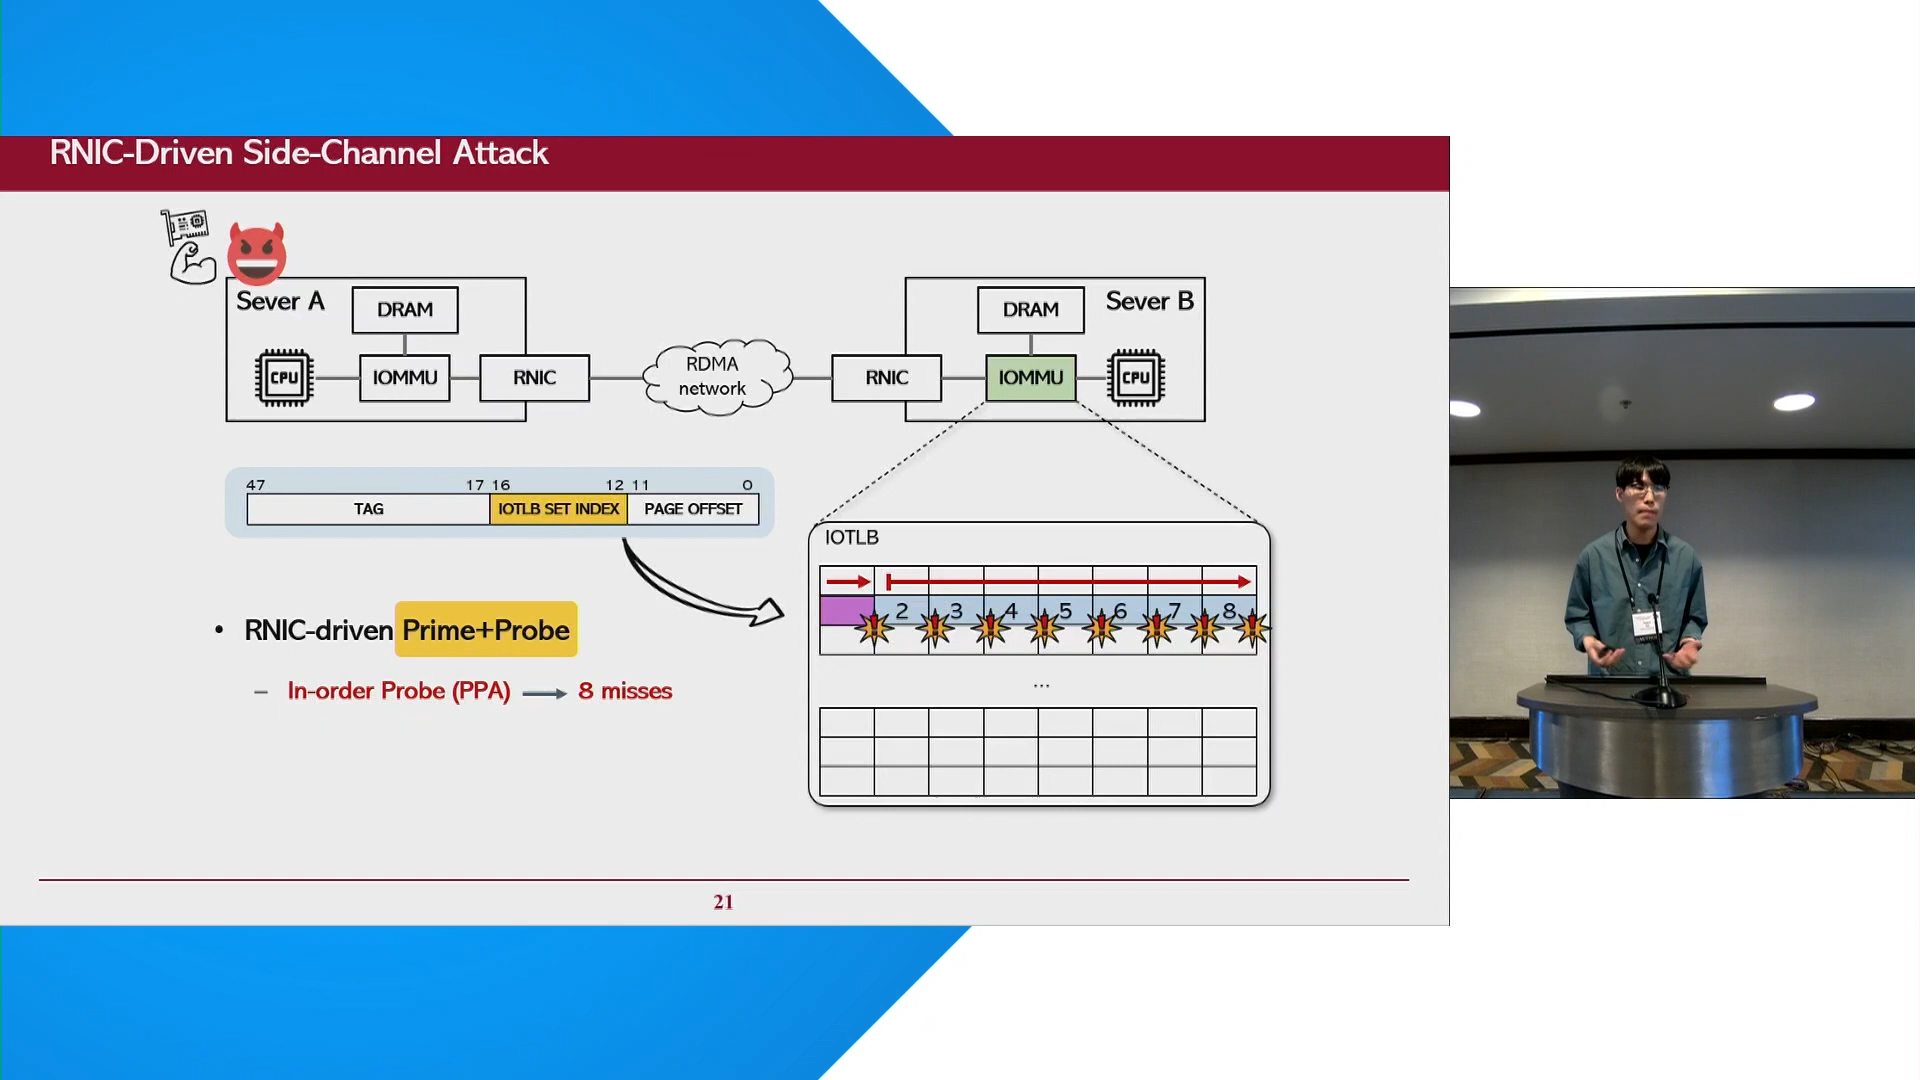 RNIC-Driven Side-Channel Attack
Sever A
DRAM
CPU
IOMMU
RNIC
RDMA
network
RNIC
DRAM
IOMMU
Sever B
CPU
47 17 16 12 11 0
TAG IOTLB SET INDEX PAGE OFFSET
IOTLB
2 3 4 5 6 7 8
...
• RNIC-driven Prime+Probe
– In-order Probe (PPA) → 8 misses
21